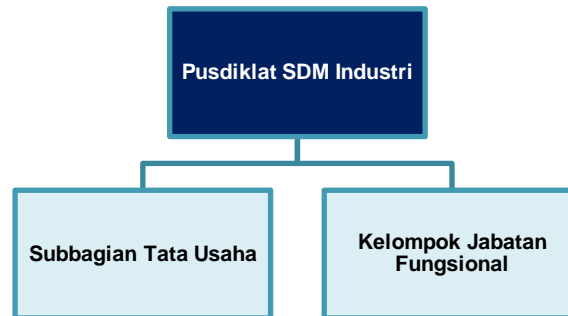 Pusdiklat SDM Industri
Subbagian Tata Usaha
Kelompok Jabatan
Fungsional